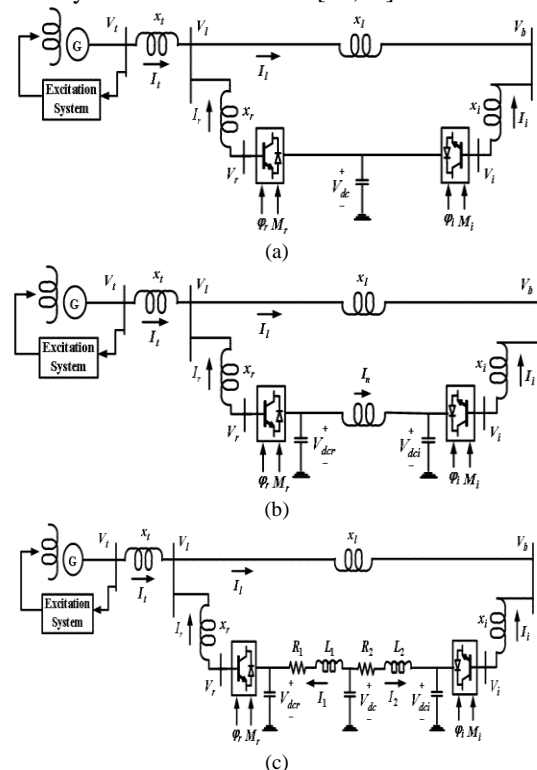 V_t x_t V_l x_l V_b
G
I_t I_l
Excitation
System
I_r x_r x_i I_i
V_r V_dc + − V_i
φ_r M_r φ_i M_i
(a)
V_t x_t V_l x_l V_b
G
I_t I_l
Excitation
System
I_r x_r I_n x_i I_i
V_r V_dcr + − V_dci + − V_i
φ_r M_r φ_i M_i
(b)
V_t x_t V_l x_l V_b
G
I_t I_l
Excitation
System
I_r x_r x_i I_i
R_1 L_1 R_2 L_2
V_r V_dcr + − I_1 V_dc + − I_2 V_dci + − V_i
φ_r M_r φ_i M_i
(c)